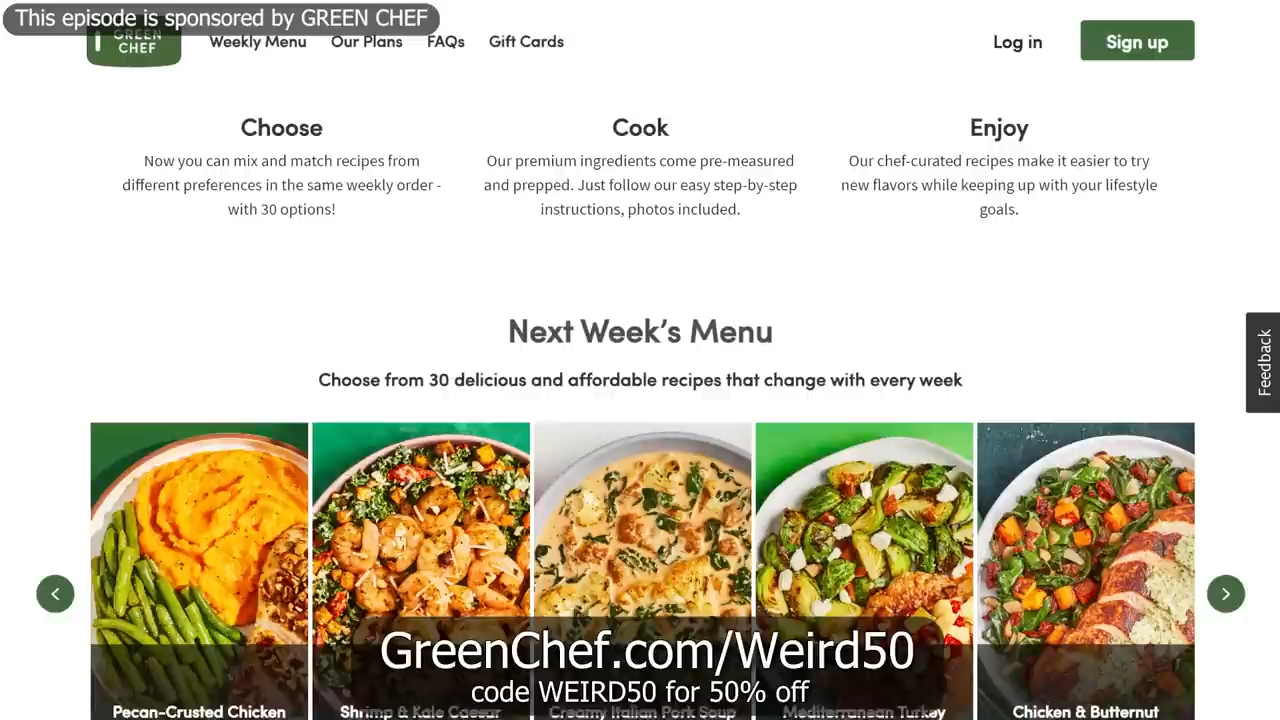 This episode is sponsored by GREEN CHEF
GREEN
CHEF
Weekly Menu
Our Plans
FAQs
Gift Cards
Log in
Sign up
Choose
Now you can mix and match recipes from
different preferences in the same weekly order -
with 30 options!
Cook
Our premium ingredients come pre-measured
and prepped. Just follow our easy step-by-step
instructions, photos included.
Enjoy
Our chef-curated recipes make it easier to try
new flavors while keeping up with your lifestyle
goals.
Next Week's Menu
Choose from 30 delicious and affordable recipes that change with every week
Feedback
GreenChef.com/Weird50
code WEIRD50 for 50% off
Pecan-Crusted Chicken
Shrimp & Kale Caesar
Creamy Italian Pork Soup
Mediterranean Turkey
Chicken & Butternut